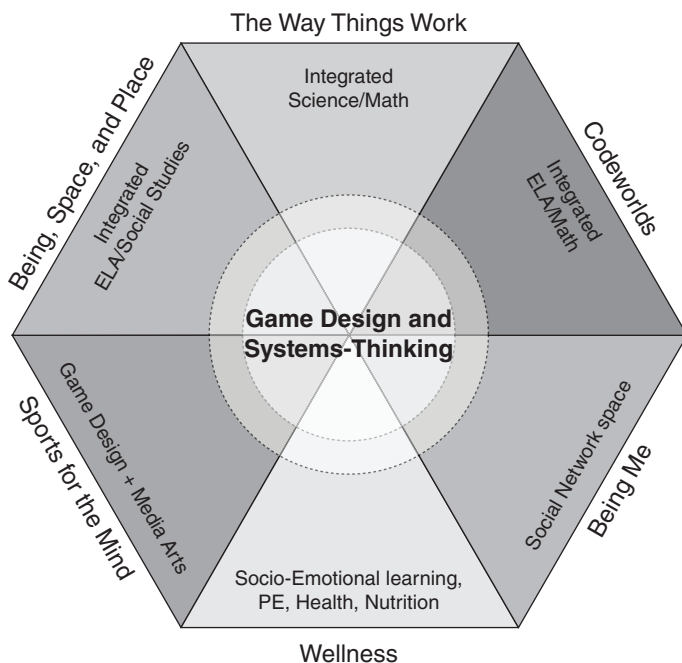 The Way Things Work
Integrated
Science/Math
Being, Space, and Place
Integrated
ELA/Social Studies
Codeworlds
Integrated
ELA/Math
Game Design and
Systems-Thinking
Sports for the Mind
Game Design + Media Arts
Social Network space
Being Me
Socio-Emotional learning,
PE, Health, Nutrition
Wellness